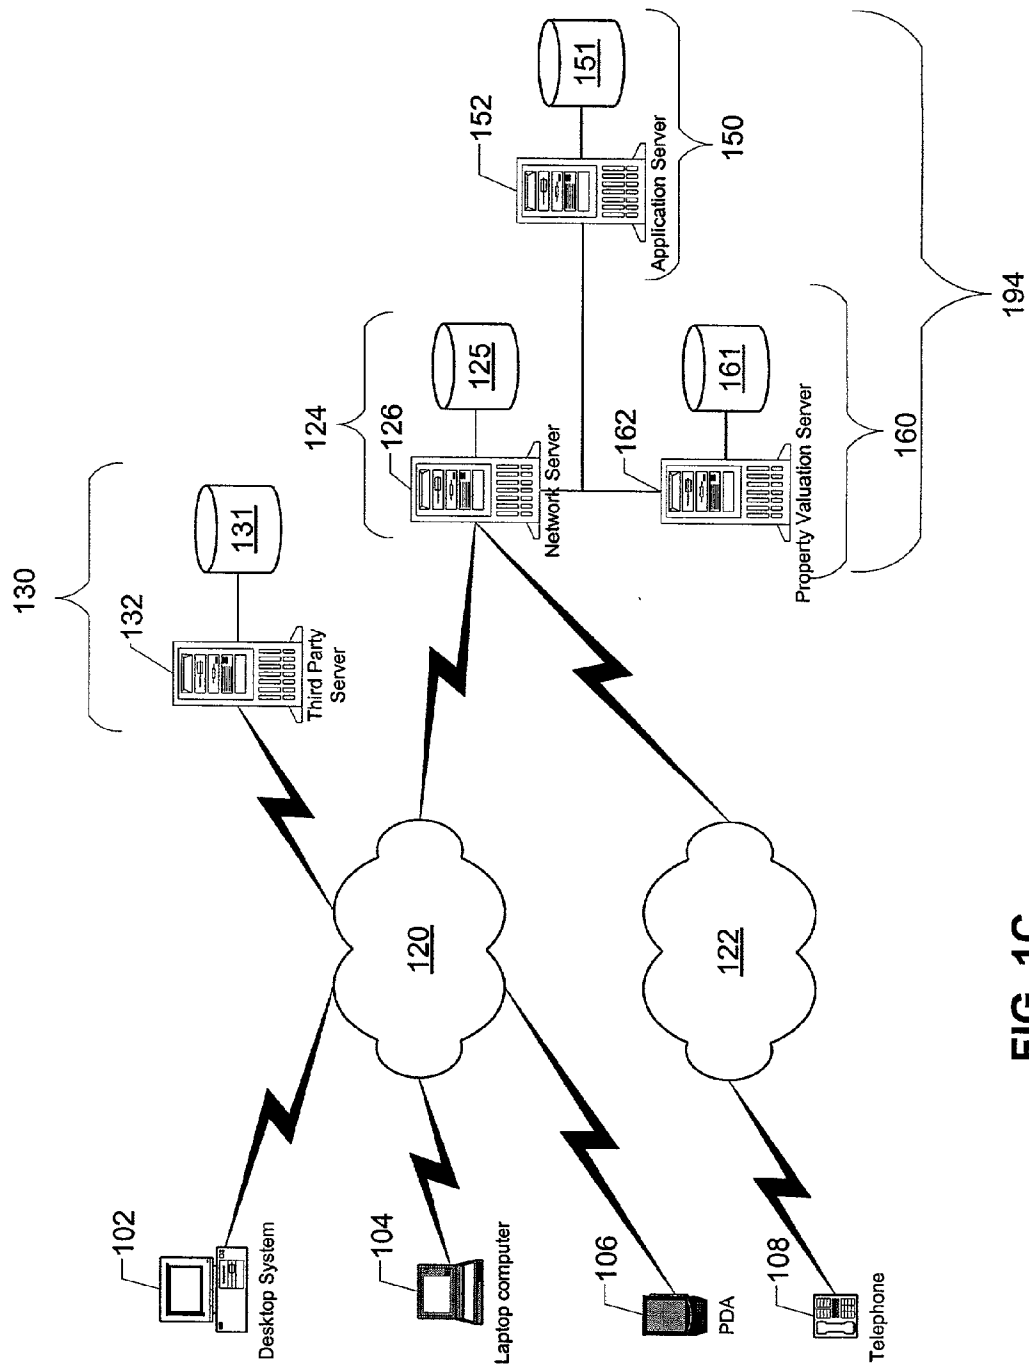 130
132
131
Third Party
Server
124
126
125
Network Server
152
151
Application Server
150
162
161
Property Valuation Server
160
194
120
122
102
Desktop System
104
Laptop computer
106
PDA
108
Telephone
FIG. 1C